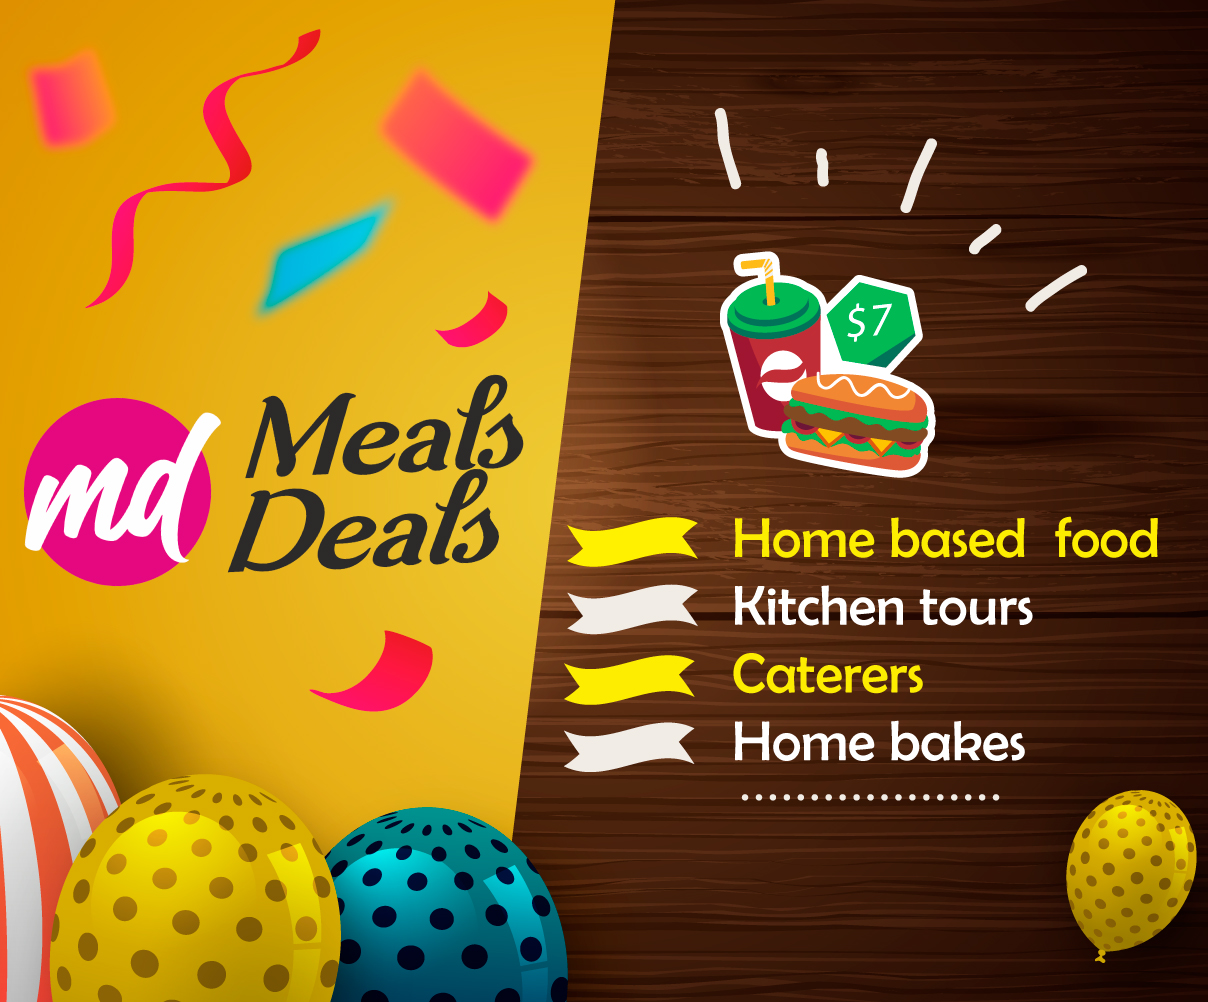 md
Meals
Deals
$7
Home based food
Kitchen tours
Caterers
Home bakes